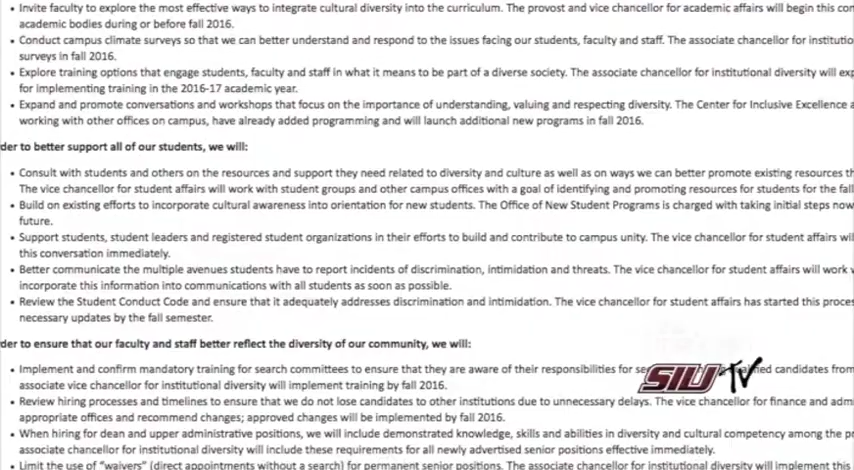 • Invite faculty to explore the most effective ways to integrate cultural diversity into the curriculum. The provost and vice chancellor for academic affairs will begin this
academic bodies during or before fall 2016.
• Conduct campus climate surveys so that we can better understand and respond to the issues facing our students, faculty and staff. The associate chancellor for
surveys in fall 2016.
• Explore training options that engage students, faculty and staff in what it means to be part of a diverse society. The associate chancellor for institutional diversity will
for implementing training in the 2016-17 academic year.
• Expand and promote conversations and workshops that focus on the importance of understanding, valuing and respecting diversity. The Center for Inclusive Excellence
working with other offices on campus, have already added programming and will launch additional new programs in fall 2016.
der to better support all of our students, we will:
• Consult with students and others on the resources and support they need related to diversity and culture as well as on ways we can better promote existing resources
The vice chancellor for student affairs will work with student groups and other campus offices with a goal of identifying and promoting resources for students for the fall
• Build on existing efforts to incorporate cultural awareness into orientation for new students. The Office of New Student Programs is charged with taking initial steps now
future.
• Support students, student leaders and registered student organizations in their efforts to build and contribute to campus unity. The vice chancellor for student affairs
this conversation immediately.
• Better communicate the multiple avenues students have to report incidents of discrimination, intimidation and threats. The vice chancellor for student affairs will work
incorporate this information into communications with all students as soon as possible.
• Review the Student Conduct Code and ensure that it adequately addresses discrimination and intimidation. The vice chancellor for student affairs has started this
necessary updates by the fall semester.
der to ensure that our faculty and staff better reflect the diversity of our community, we will:
• Implement and confirm mandatory training for search committees to ensure that they are aware of their responsibilities for candidates from
SIU TV
associate vice chancellor for institutional diversity will implement training by fall 2016.
• Review hiring processes and timelines to ensure that we do not lose candidates to other institutions due to unnecessary delays. The vice chancellor for finance and
appropriate offices and recommend changes; approved changes will be implemented by fall 2016.
• When hiring for dean and upper administrative positions, we will include demonstrated knowledge, skills and abilities in diversity and cultural competency among the
associate chancellor for institutional diversity will include these requirements for all newly advertised senior positions effective immediately.
• Limit the use of "waivers" (direct appointments without a search) for permanent senior positions. The associate chancellor for institutional diversity will implement this